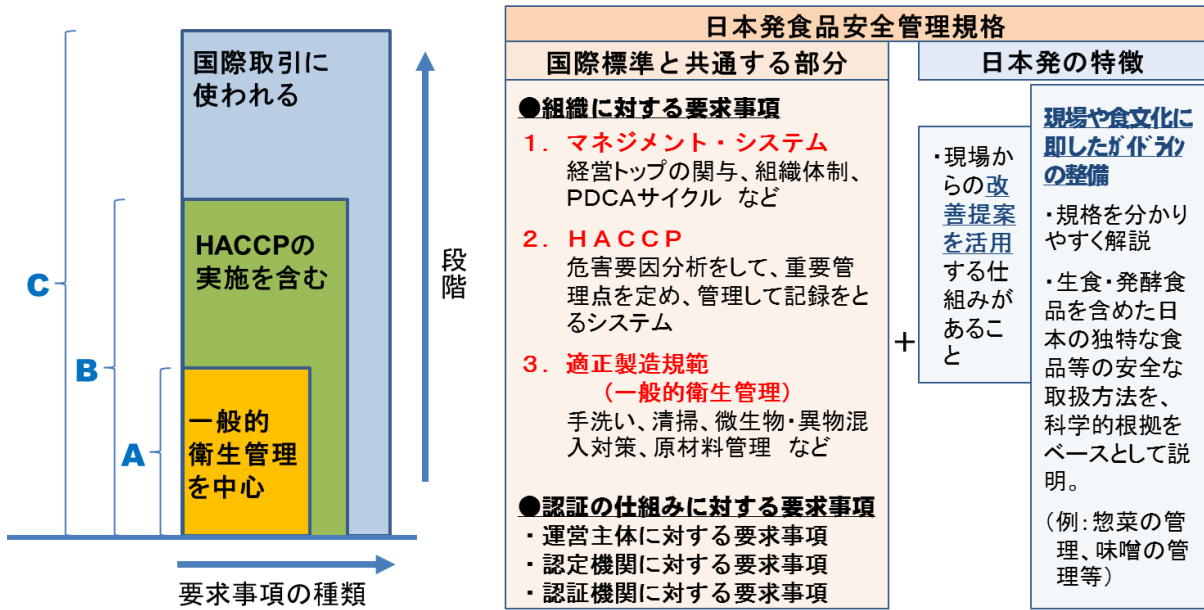 国際取引に
使われる
HACCPの
実施を含む
一般的
衛生管理
を中心
C
B
A
段階
要求事項の種類
日本発食品安全管理規格
国際標準と共通する部分
●組織に対する要求事項
１．マネジメント・システム
経営トップの関与、組織体制、
PDCAサイクル など
２．ＨＡＣＣＰ
危害要因分析をして、重要管
理点を定め、管理して記録をと
るシステム
３．適正製造規範
（一般的衛生管理）
手洗い、清掃、微生物・異物混
入対策、原材料管理 など
●認証の仕組みに対する要求事項
・運営主体に対する要求事項
・認定機関に対する要求事項
・認証機関に対する要求事項
＋
日本発の特徴
・現場か
らの改
善提案
を活用
する仕
組みが
あるこ
と
現場や食文化に
即したｶﾞｲﾄﾞﾗｲﾝ
の整備
・規格を分かり
やすく解説
・生食・発酵食
品を含めた日
本の独特な食
品等の安全な
取扱方法を、
科学的根拠を
ベースとして説
明。
（例：惣菜の管
理、味噌の管
理等）